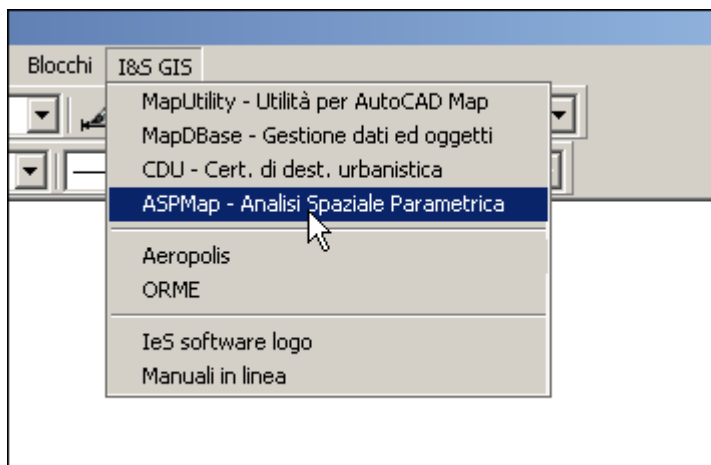 Blocchi I&S GIS
MapUtility - Utilità per AutoCAD Map
MapDBase - Gestione dati ed oggetti
CDU - Cert. di dest. urbanistica
ASPMap - Analisi Spaziale Parametrica
Aeropolis
ORME
IeS software logo
Manuali in linea